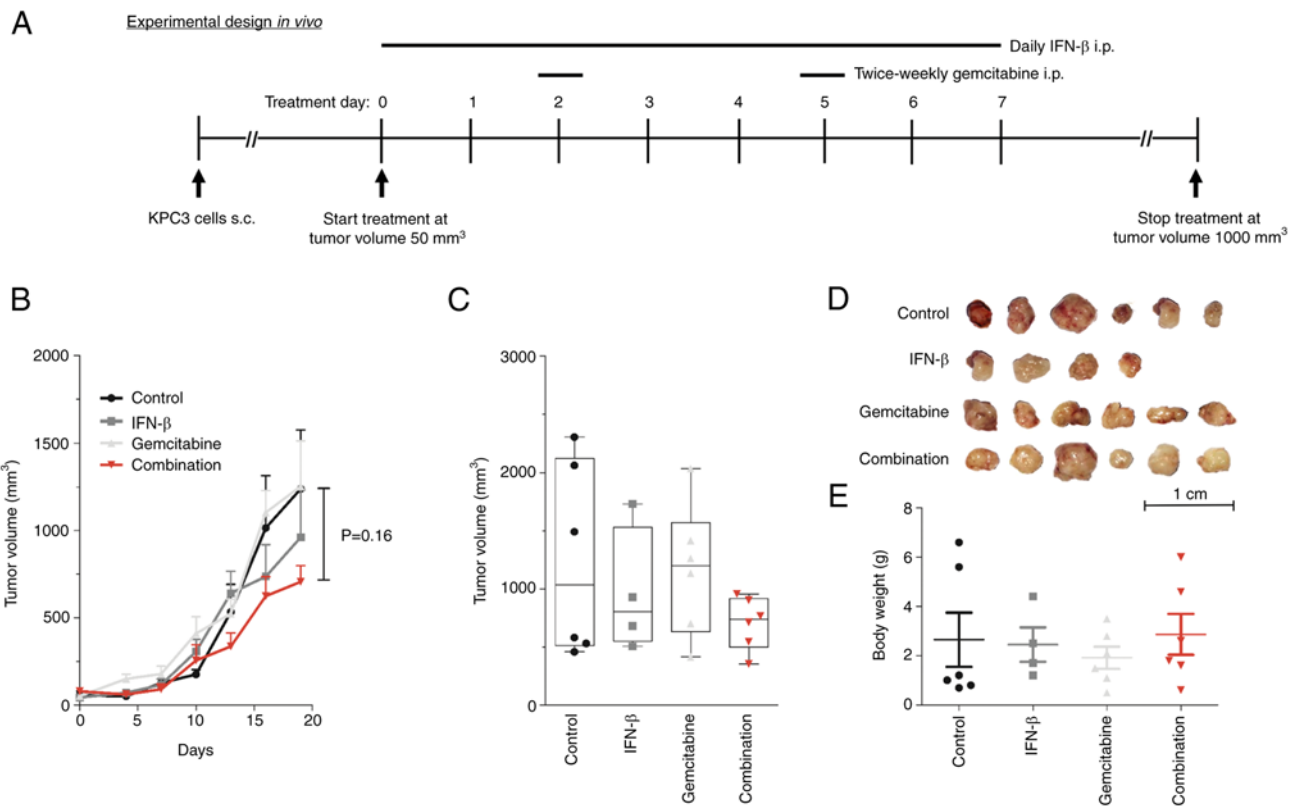 A
Experimental design in vivo
Daily IFN-β i.p.
Twice-weekly gemcitabine i.p.
Treatment day: 0 1 2 3 4 5 6 7
// //
KPC3 cells s.c.
Start treatment at
tumor volume 50 mm³
Stop treatment at
tumor volume 1000 mm³
B
Tumor volume (mm³)
2000
1500
1000
500
0
Control
IFN-β
Gemcitabine
Combination
P=0.16
0 5 10 15 20
Days
C
Tumor volume (mm³)
3000
2000
1000
0
Control
IFN-β
Gemcitabine
Combination
D
Control
IFN-β
Gemcitabine
Combination
1 cm
E
Body weight (g)
8
6
4
2
0
Control
IFN-β
Gemcitabine
Combination